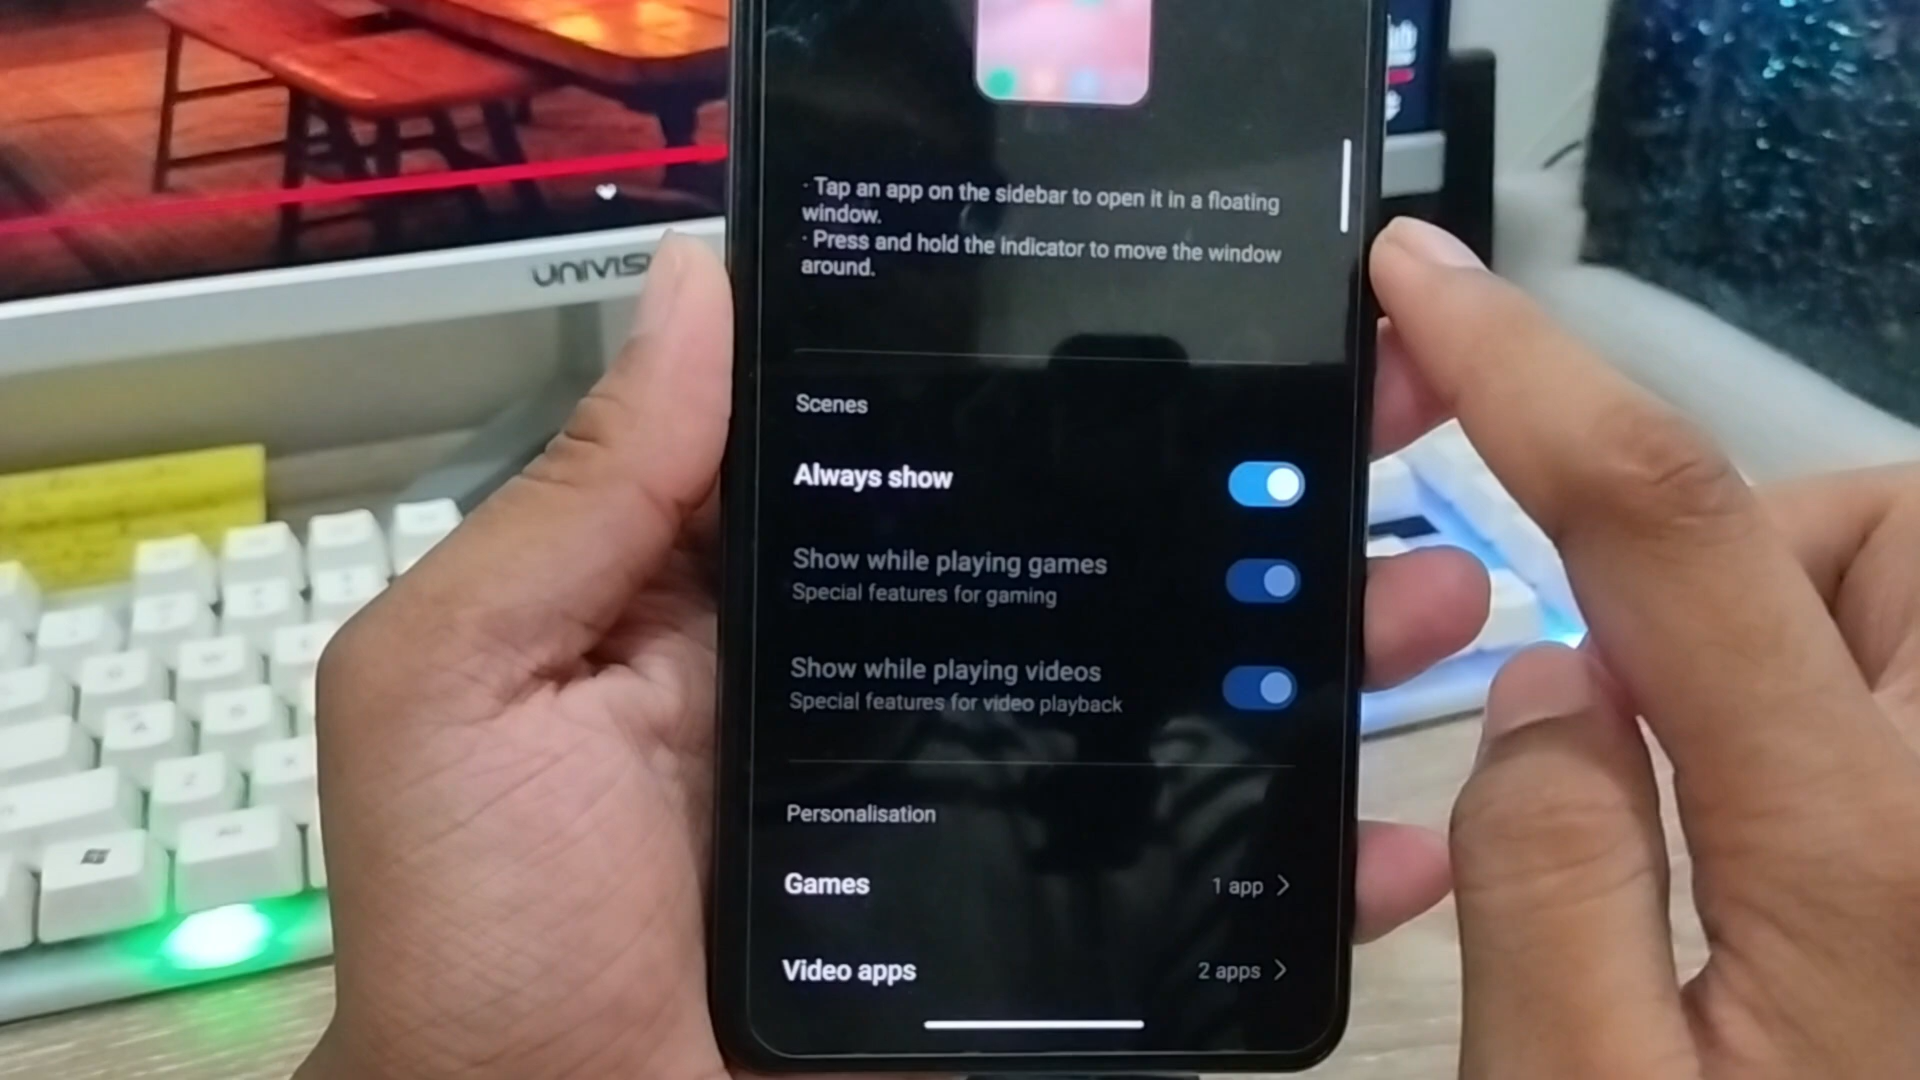 UNIVIS
· Tap an app on the sidebar to open it in a floating
window.
· Press and hold the indicator to move the window
around.
Scenes
Always show
Show while playing games
Special features for gaming
Show while playing videos
Special features for video playback
Personalisation
Games
1 app
Video apps
2 apps